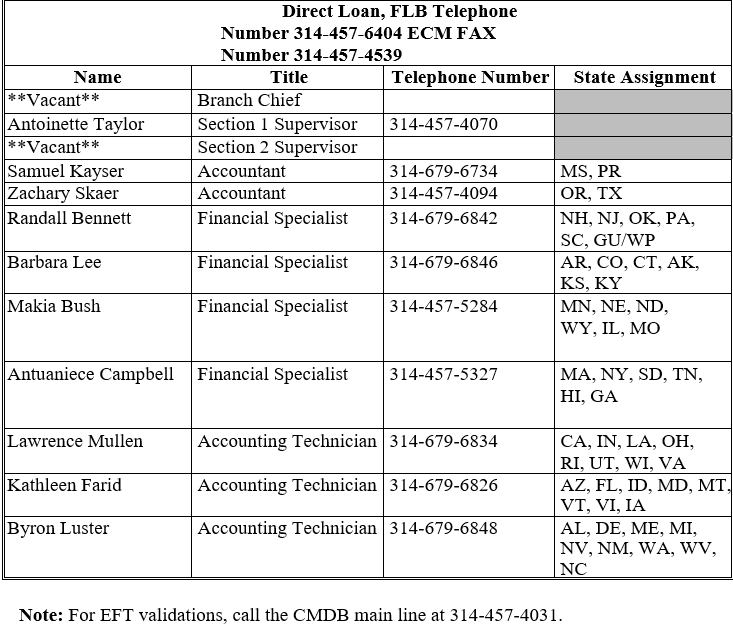 Direct Loan, FLB Telephone
Number 314-457-6404 ECM FAX
Number 314-457-4539
Name Title Telephone Number State Assignment
**Vacant** Branch Chief
Antoinette Taylor Section 1 Supervisor 314-457-4070
**Vacant** Section 2 Supervisor
Samuel Kayser Accountant 314-679-6734 MS, PR
Zachary Skaer Accountant 314-457-4094 OR, TX
Randall Bennett Financial Specialist 314-679-6842 NH, NJ, OK, PA,
SC, GU/WP
Barbara Lee Financial Specialist 314-679-6846 AR, CO, CT, AK,
KS, KY
Makia Bush Financial Specialist 314-457-5284 MN, NE, ND,
WY, IL, MO
Antuaniece Campbell Financial Specialist 314-457-5327 MA, NY, SD, TN,
HI, GA
Lawrence Mullen Accounting Technician 314-679-6834 CA, IN, LA, OH,
RI, UT, WI, VA
Kathleen Farid Accounting Technician 314-679-6826 AZ, FL, ID, MD, MT,
VT, VI, IA
Byron Luster Accounting Technician 314-679-6848 AL, DE, ME, MI,
NV, NM, WA, WV,
NC
Note: For EFT validations, call the CMDB main line at 314-457-4031.